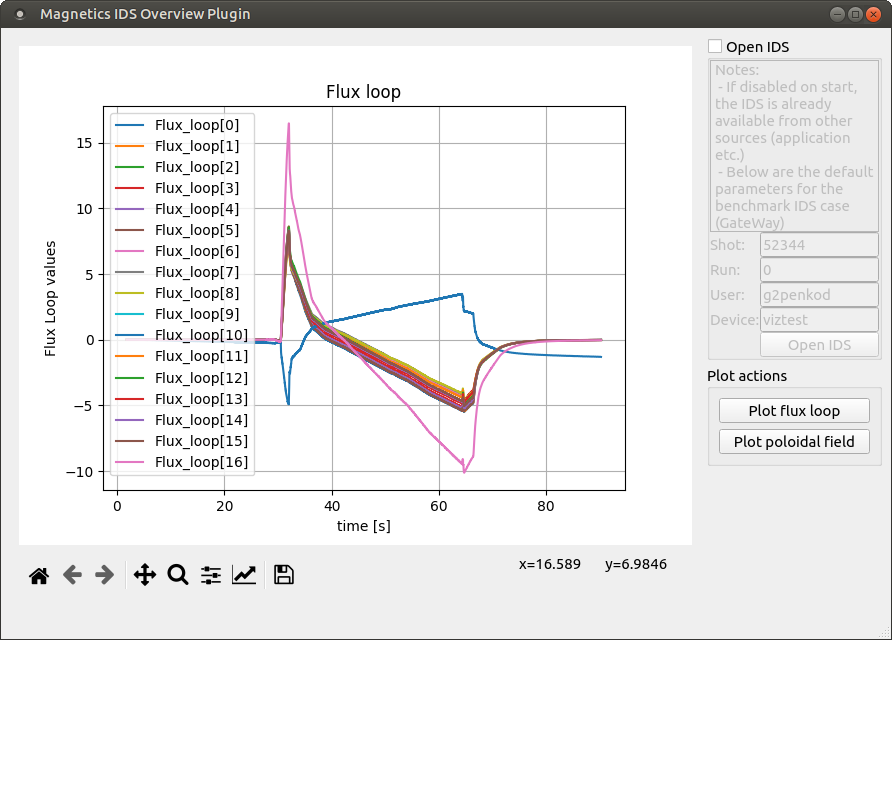 Magnetics IDS Overview Plugin
Flux loop
Flux Loop values
15
10
5
0
−5
−10
Flux_loop[0]
Flux_loop[1]
Flux_loop[2]
Flux_loop[3]
Flux_loop[4]
Flux_loop[5]
Flux_loop[6]
Flux_loop[7]
Flux_loop[8]
Flux_loop[9]
Flux_loop[10]
Flux_loop[11]
Flux_loop[12]
Flux_loop[13]
Flux_loop[14]
Flux_loop[15]
Flux_loop[16]
0 20 40 60 80
time [s]
x=16.589 y=6.9846
Open IDS
Notes:
- If disabled on start,
the IDS is already
available from other
sources (application
etc.)
- Below are the default
parameters for the
benchmark IDS case
(GateWay)
Shot: 52344
Run: 0
User: g2penkod
Device: viztest
Open IDS
Plot actions
Plot flux loop
Plot poloidal field